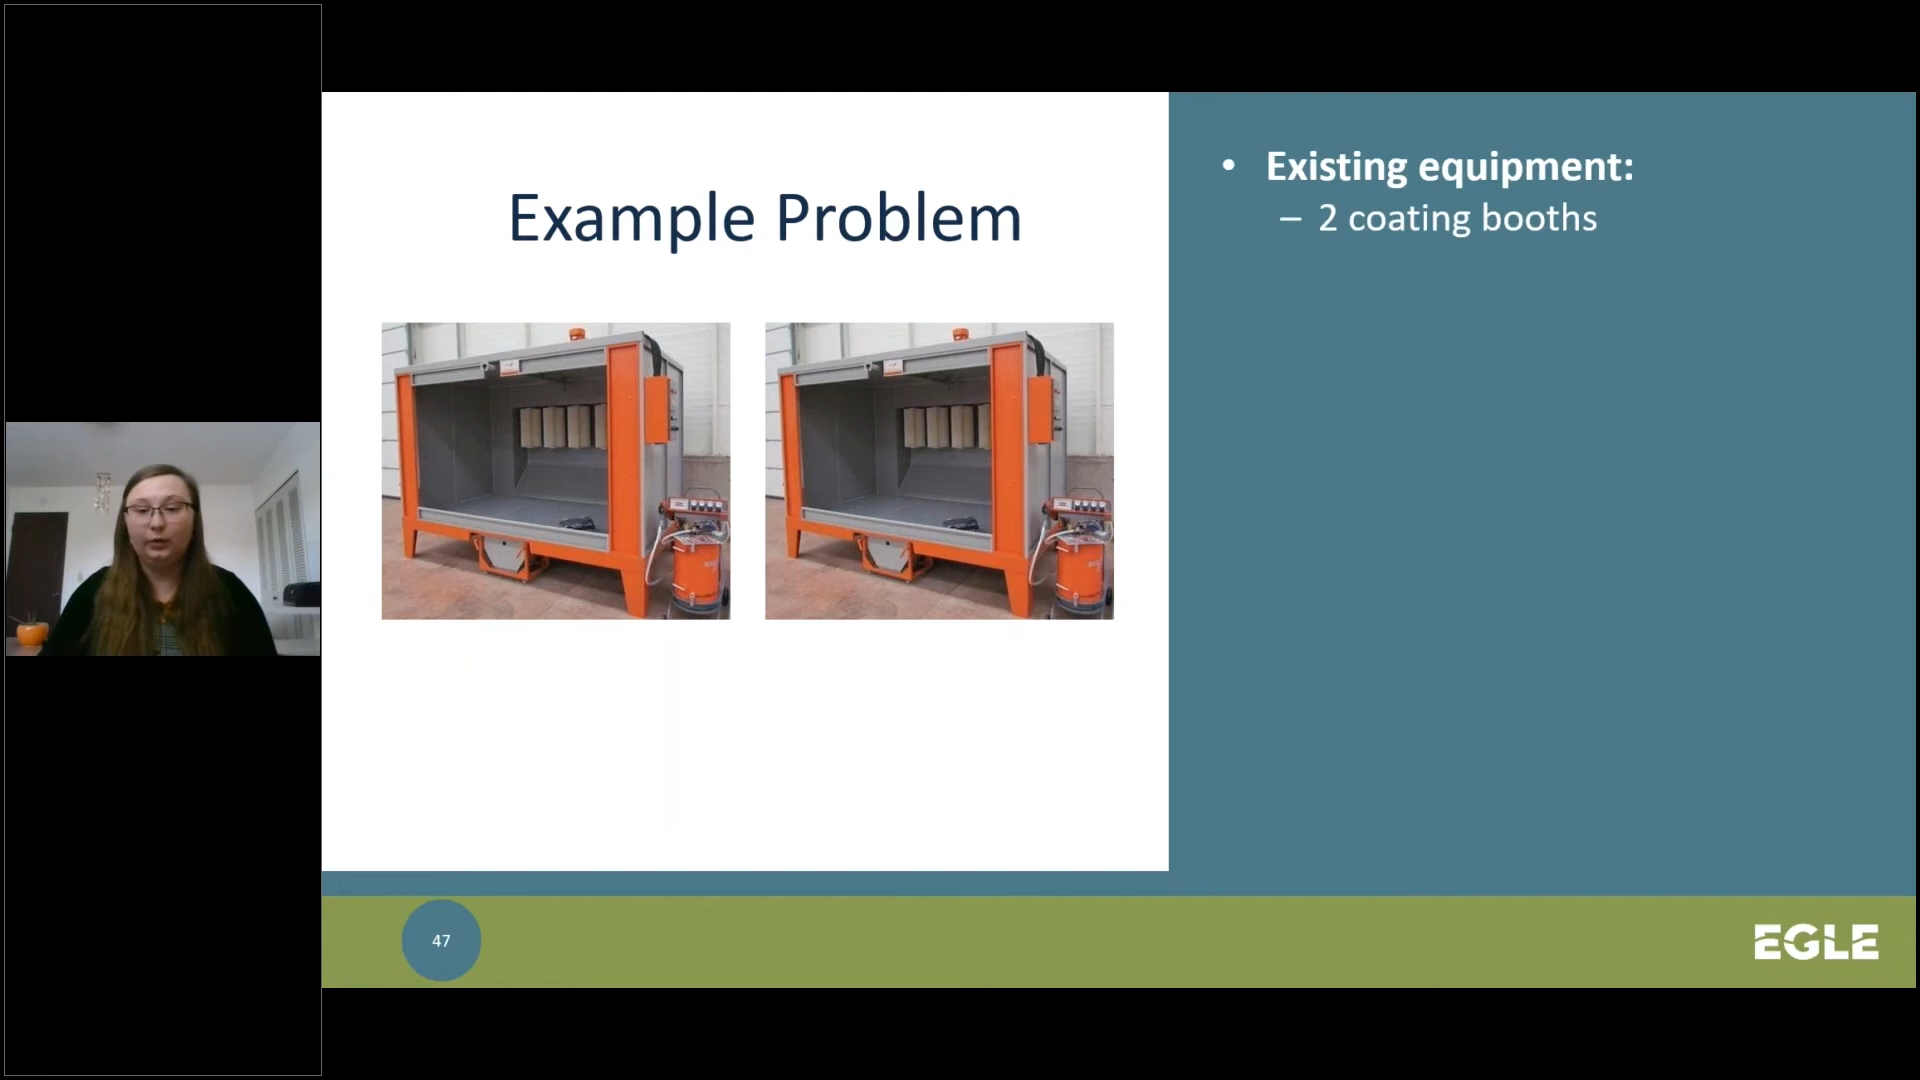 Example Problem
• Existing equipment:
– 2 coating booths
47
EGLE